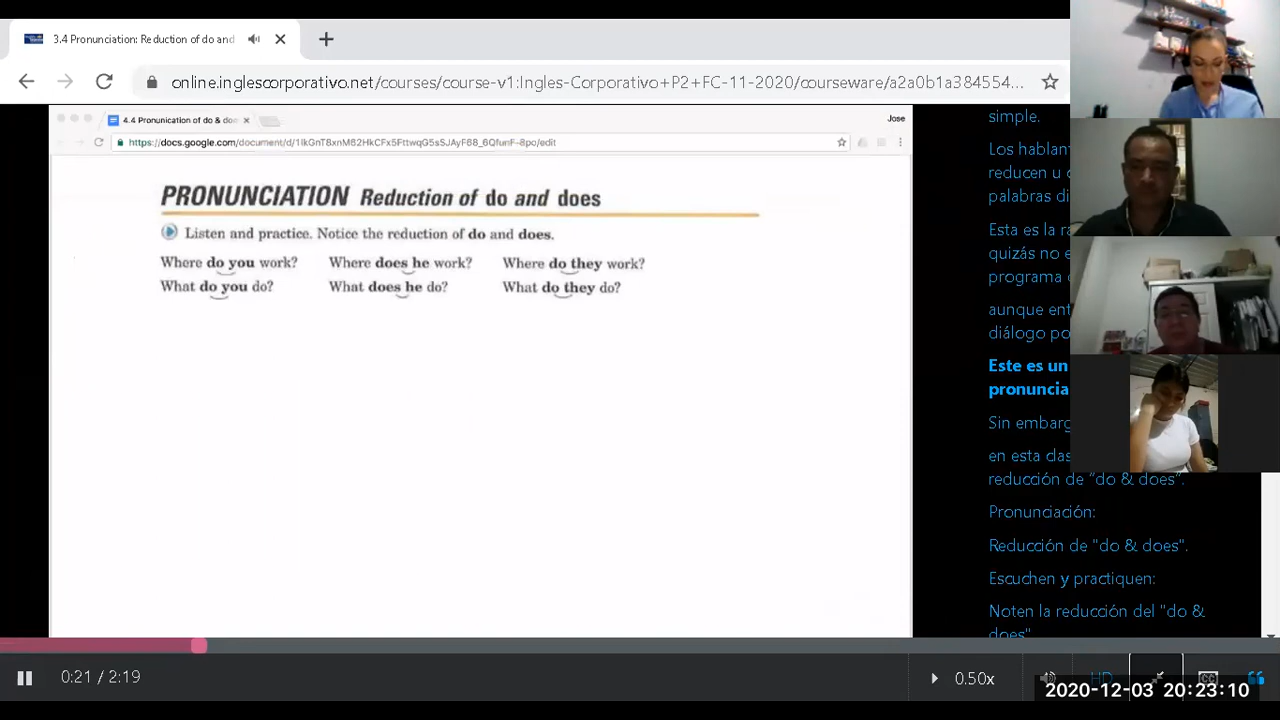 3.4 Pronunciation: Reduction of do and
online.inglescorporativo.net/courses/course-v1:Ingles-Corporativo+P2+FC-11-2020/courseware/a2a0b1a384554...
4.4 Pronunication of do & doe
Jose
https://docs.google.com/document/d/1IkGnT8xnM62HkCFx5FttwqG5sSJAyF68_6QfunF-8po/edit
PRONUNCIATION Reduction of do and does
Listen and practice. Notice the reduction of do and does.
Where do you work? Where does he work? Where do they work?
What do you do? What does he do? What do they do?
simple.
Los hablan
reducen u
palabras di
Esta es la
quizás no e
programa
aunque ent
diálogo po
Este es un
pronuncia
Sin embarg
en esta clas
reducción de "do & does".
Pronunciación:
Reducción de "do & does".
Escuchen y practiquen:
Noten la reducción del "do &
does"
0:21 / 2:19
0.50x
HD
2020-12-03 20:23:10